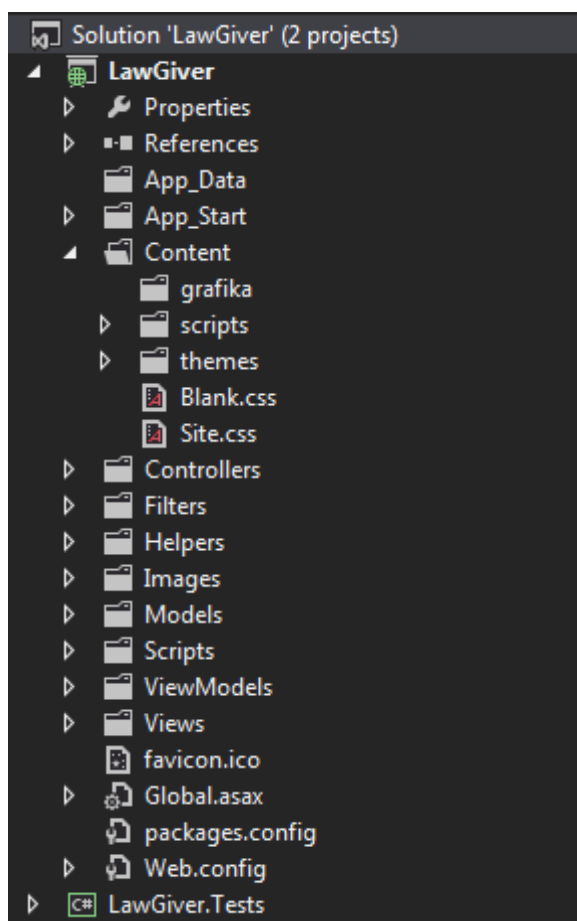 Solution 'LawGiver' (2 projects)
LawGiver
Properties
References
App_Data
App_Start
Content
grafika
scripts
themes
Blank.css
Site.css
Controllers
Filters
Helpers
Images
Models
Scripts
ViewModels
Views
favicon.ico
Global.asax
packages.config
Web.config
C# LawGiver.Tests